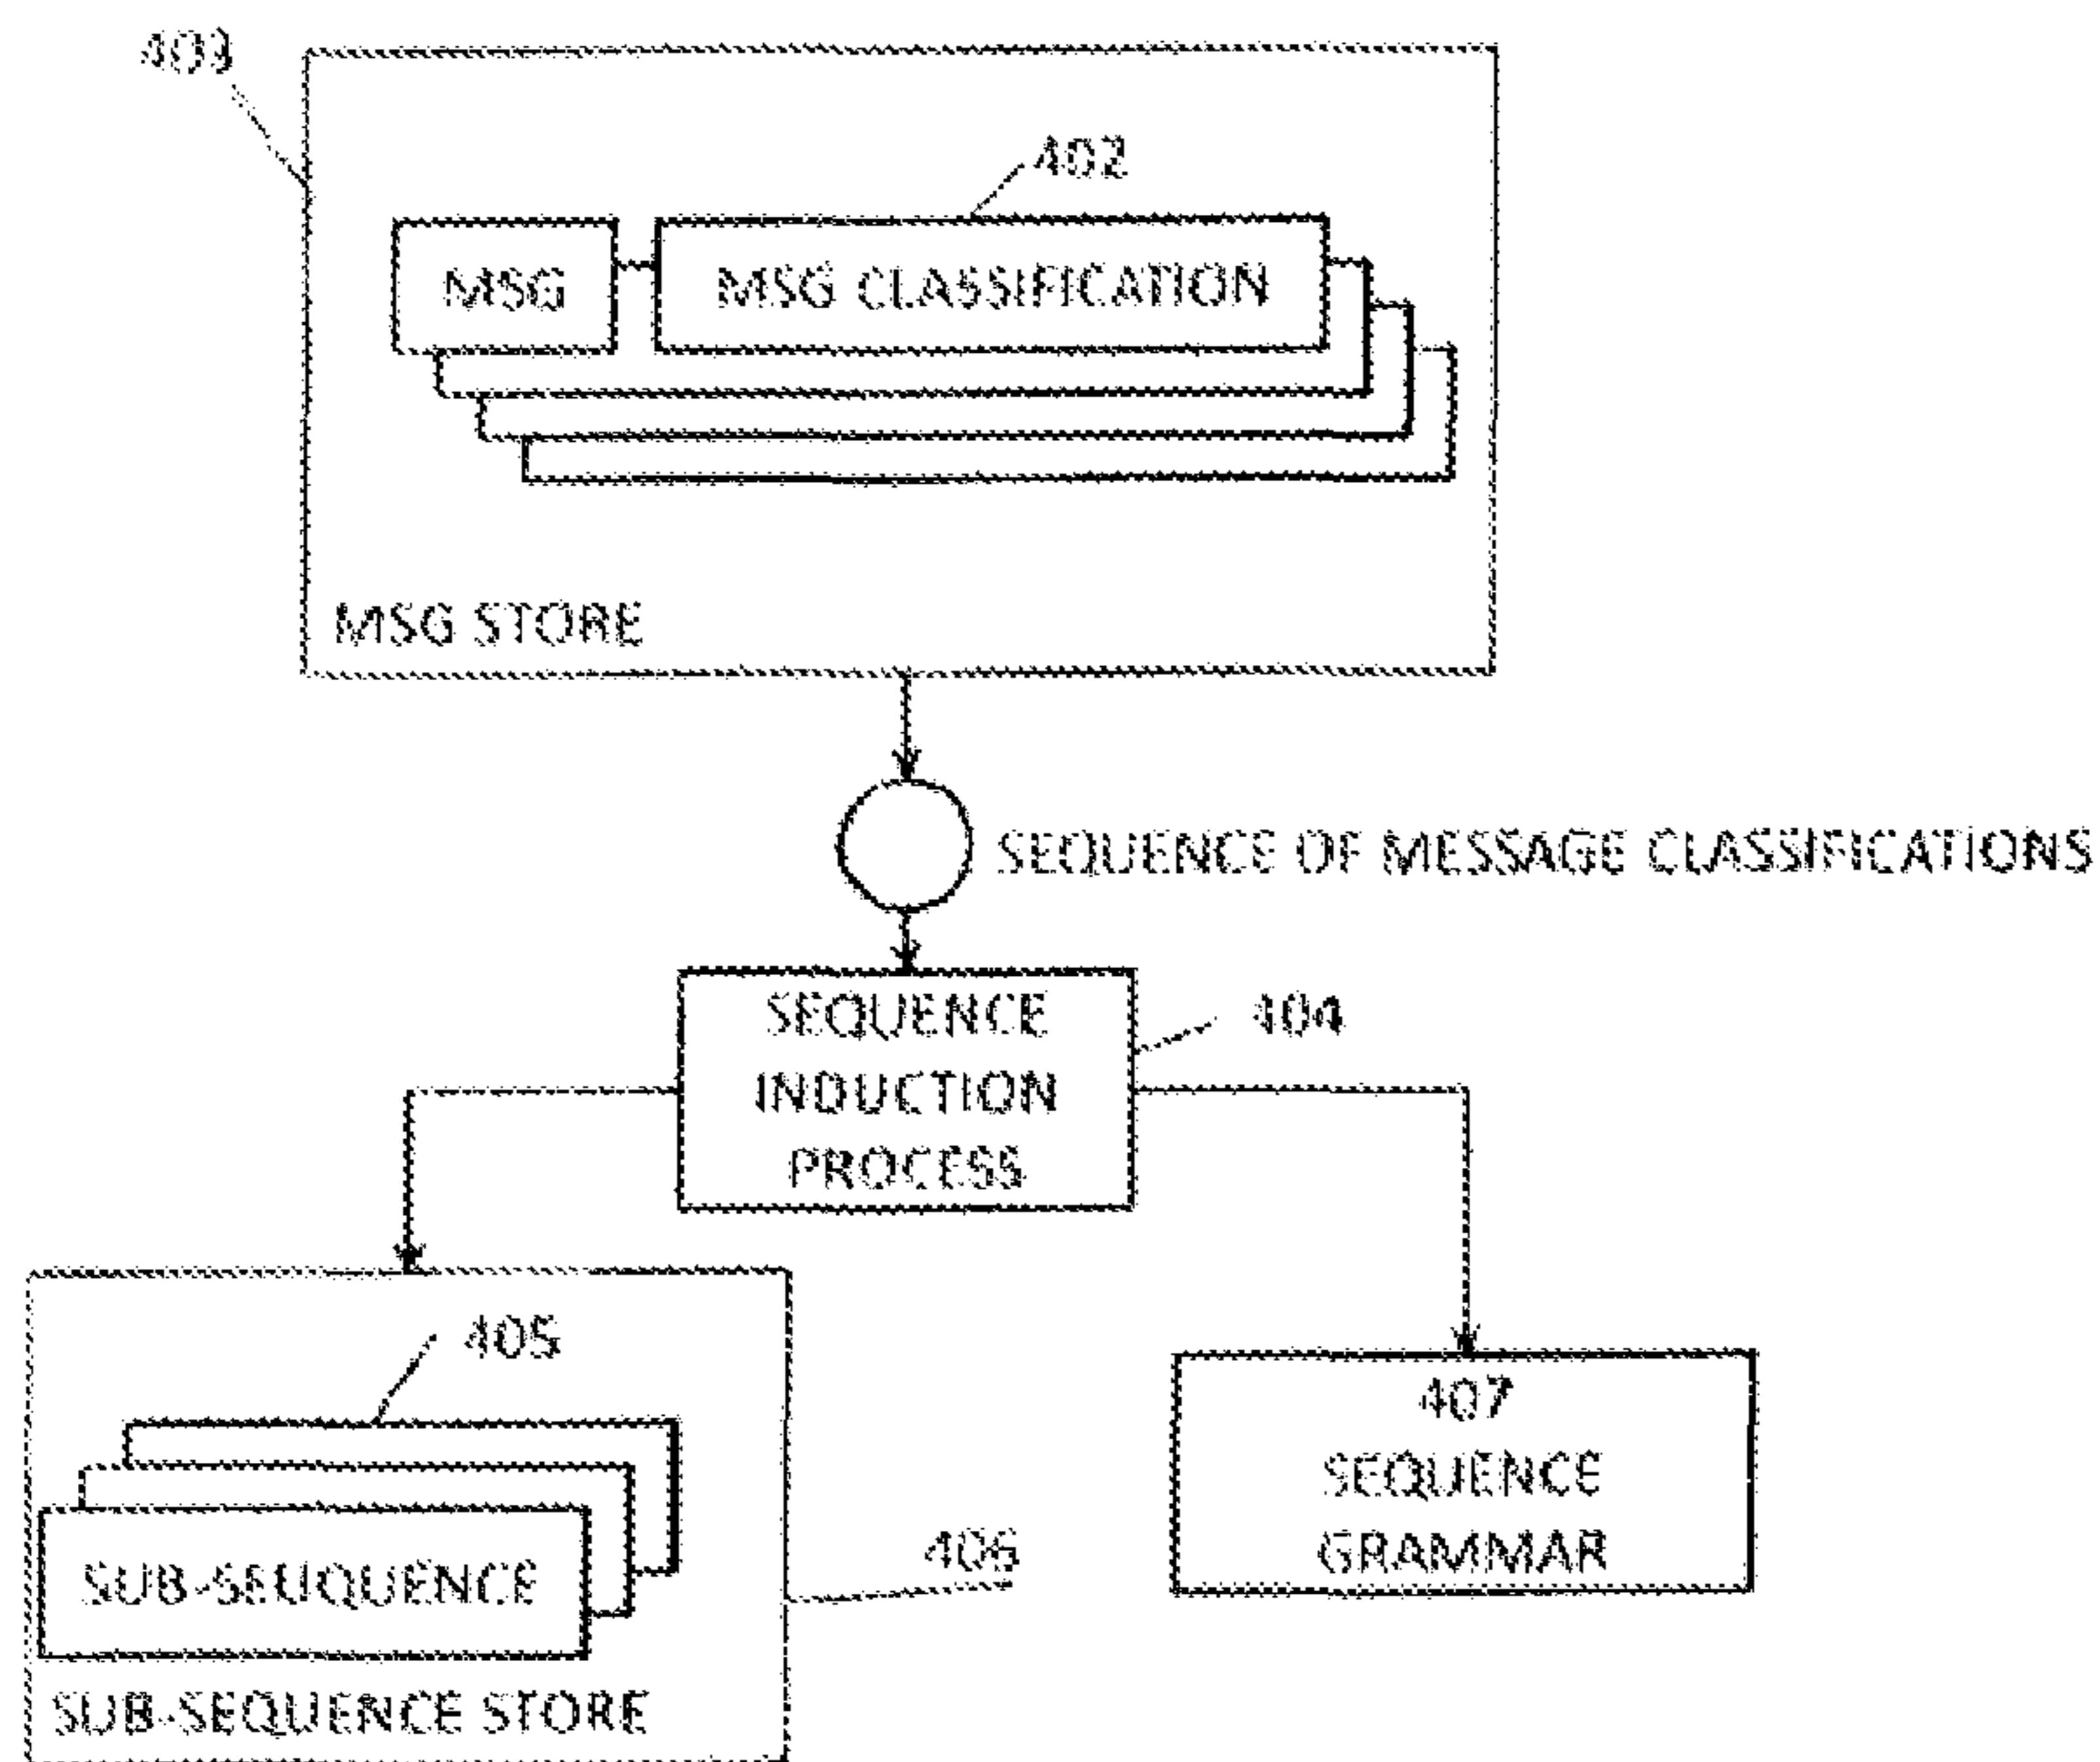 403
402
MSG
MSG CLASSIFICATION
MSG STORE
SEQUENCE OF MESSAGE CLASSIFICATIONS
SEQUENCE
INDUCTION
PROCESS
404
405
SUB-SEUQUENCE
SUB-SEQUENCE STORE
406
407
SEQUENCE
GRAMMAR